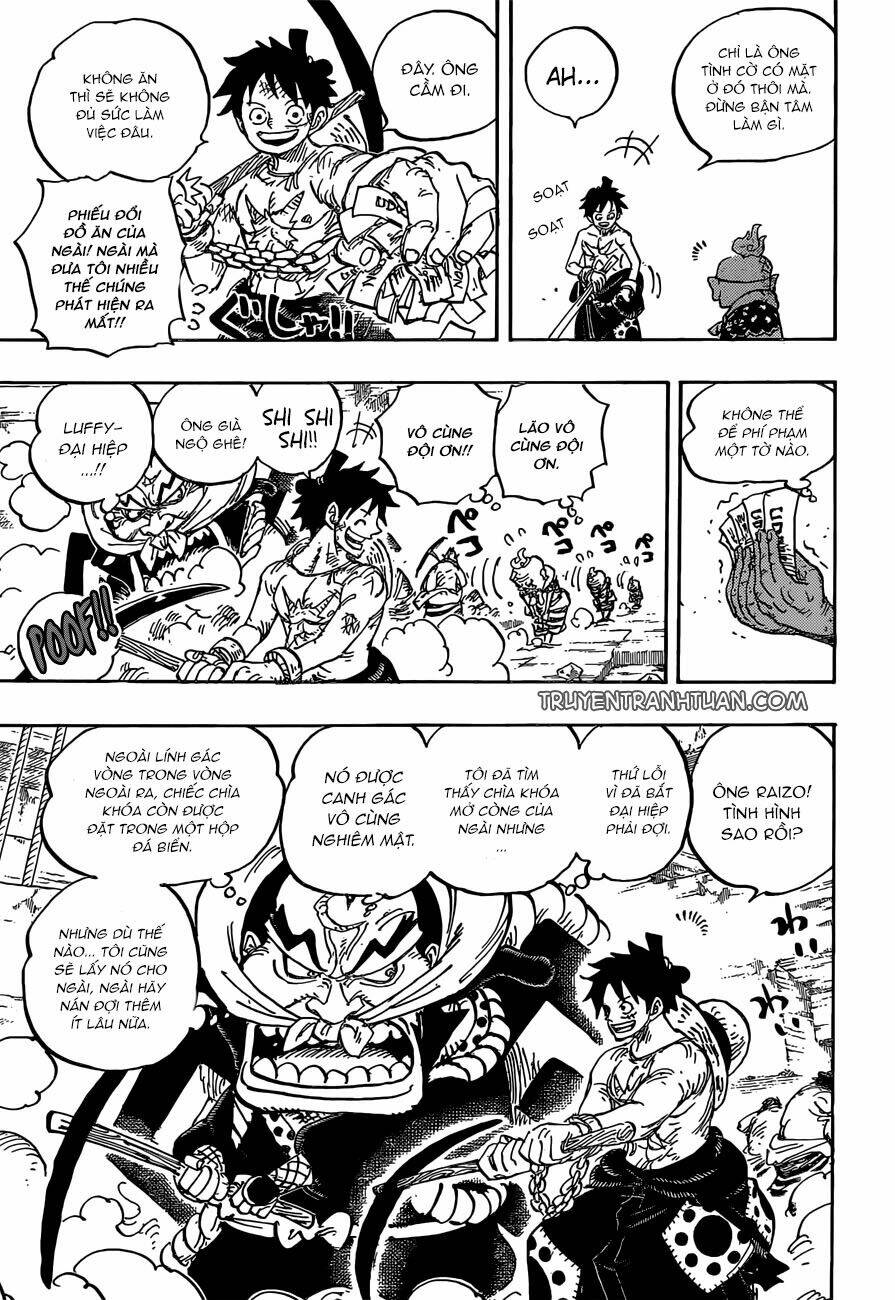 CHỈ LÀ ÔNG
TÌNH CỜ CÓ MẶT
Ở ĐÓ THÔI MÀ.
ĐỪNG BẬN TÂM
LÀM GÌ.
AH...
SOẠT
SOẠT
ĐÂY. ÔNG
CẦM ĐI.
KHÔNG ĂN
THÌ SẼ KHÔNG
ĐỦ SỨC LÀM
VIỆC ĐÂU.
PHIẾU ĐỔI
ĐỒ ĂN CỦA
NGÀI! NGÀI MÀ
ĐƯA TÔI NHIỀU
THẾ CHÚNG
PHÁT HIỆN RA
MẤT!!
ぐしゃ!!
KHÔNG THỂ
ĐỂ PHÍ PHẠM
MỘT TỜ NÀO.
LÃO VÔ
CÙNG ĐỘI
ƠN.
VÔ CÙNG
ĐỘI ƠN!!
ぺこ
ぺこ
SHI SHI
SHI!!
ÔNG GIÀ
NGỘ GHÊ!
LUFFY-
ĐẠI HIỆP
...!!
POOF!!
TRUYENTRANHTUAN.COM
ÔNG RAIZO!
TÌNH HÌNH
SAO RỒI?
THỨ LỖI
VÌ ĐÃ BẮT
ĐẠI HIỆP
PHẢI ĐỢI.
TÔI ĐÃ TÌM
THẤY CHÌA KHÓA
MỞ CÒNG CỦA
NGÀI NHƯNG
...
NÓ ĐƯỢC
CANH GÁC
VÔ CÙNG
NGHIÊM MẬT.
NGOÀI LÍNH GÁC
VÒNG TRONG VÒNG
NGOÀI RA, CHIẾC CHÌA
KHÓA CÒN ĐƯỢC
ĐẶT TRONG MỘT HỘP
ĐÁ BIỂN.
NHƯNG DÙ THẾ
NÀO... TÔI CŨNG
SẼ LẤY NÓ CHO
NGÀI, NGÀI HÃY
NÁN ĐỢI THÊM
ÍT LÂU NỮA.